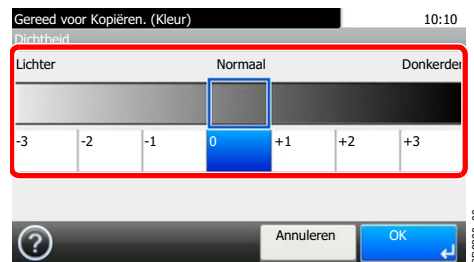 Gereed voor Kopiëren. (Kleur) 10:10
Dichtheid
Lichter Normaal Donkerder
-3 -2 -1 0 +1 +2 +3
? Annuleren OK